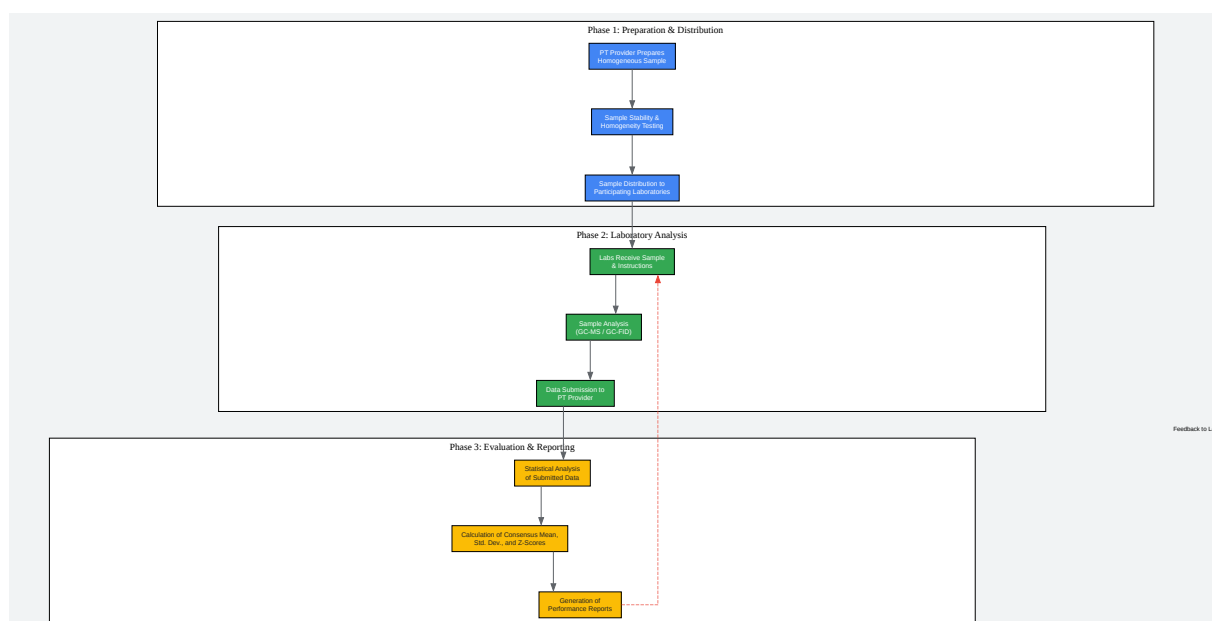 Phase 1: Preparation & Distribution
PT Provider Prepares
Homogeneous Sample
Sample Stability &
Homogeneity Testing
Sample Distribution to
Participating Laboratories
Phase 2: Laboratory Analysis
Labs Receive Sample
& Instructions
Sample Analysis
(GC-MS / GC-FID)
Data Submission to
PT Provider
Feedback to L
Phase 3: Evaluation & Reporting
Statistical Analysis
of Submitted Data
Calculation of Consensus Mean,
Std. Dev., and Z-Scores
Generation of
Performance Reports